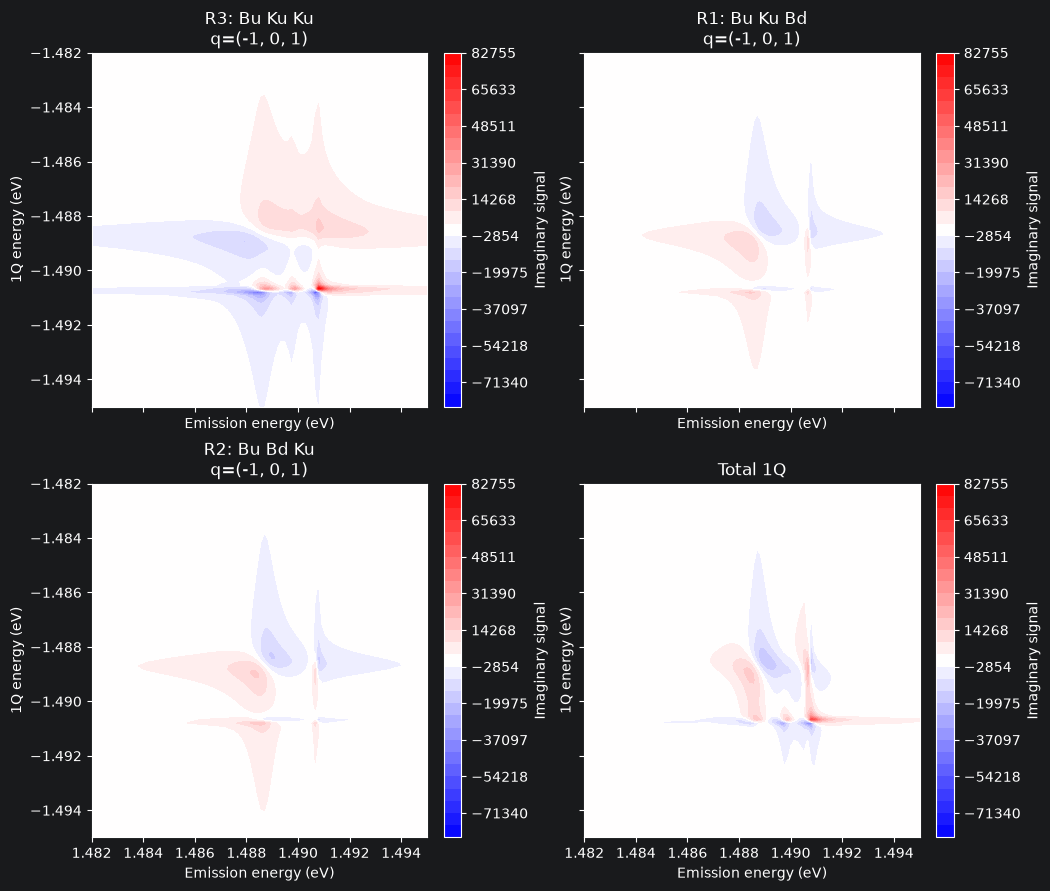 R3: Bu Ku Ku
q=(-1, 0, 1)
1Q energy (eV)
−1.482
−1.484
−1.486
−1.488
−1.490
−1.492
−1.494
Emission energy (eV)
82755
65633
48511
31390
14268
−2854
−19975
−37097
−54218
−71340
Imaginary signal
R1: Bu Ku Bd
q=(-1, 0, 1)
1Q energy (eV)
Emission energy (eV)
82755
65633
48511
31390
14268
−2854
−19975
−37097
−54218
−71340
Imaginary signal
R2: Bu Bd Ku
q=(-1, 0, 1)
1Q energy (eV)
−1.482
−1.484
−1.486
−1.488
−1.490
−1.492
−1.494
1.482 1.484 1.486 1.488 1.490 1.492 1.494
Emission energy (eV)
82755
65633
48511
31390
14268
−2854
−19975
−37097
−54218
−71340
Imaginary signal
Total 1Q
1Q energy (eV)
1.482 1.484 1.486 1.488 1.490 1.492 1.494
Emission energy (eV)
82755
65633
48511
31390
14268
−2854
−19975
−37097
−54218
−71340
Imaginary signal